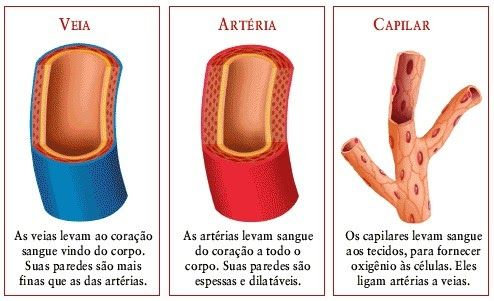 VEIA
As veias levam ao coração
sangue vindo do corpo.
Suas paredes são mais
finas que as das artérias.
ARTÉRIA
As artérias levam sangue
do coração a todo o
corpo. Suas paredes são
espessas e dilatáveis.
CAPILAR
Os capilares levam sangue
aos tecidos, para fornecer
oxigênio às células. Eles
ligam artérias a veias.